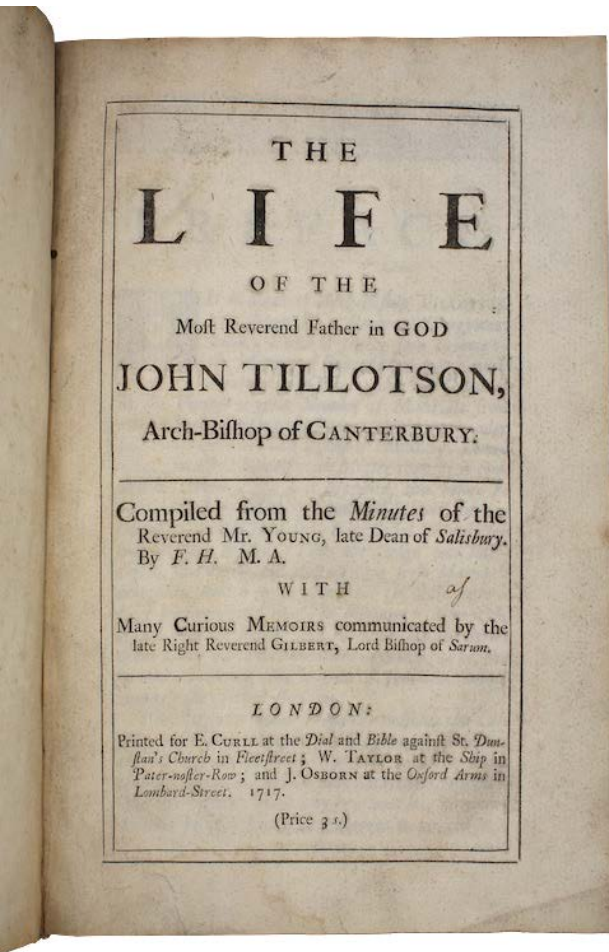 THE
LIFE
OF THE
Moſt Reverend Father in GOD
JOHN TILLOTSON,
Arch-Biſhop of CANTERBURY.
Compiled from the Minutes of the
Reverend Mr. YOUNG, late Dean of Salisbury.
By F. H. M. A.
WITH
Many Curious MEMOIRS communicated by the
late Right Reverend GILBERT, Lord Biſhop of Sarum.
LONDON:
Printed for E. CURLL at the Dial and Bible againſt St. Dun-
ſtan's Church in Fleetſtreet; W. TAYLOR at the Ship in
Pater-noſter-Row; and J. OSBORN at the Oxford Arms in
Lombard-Street. 1717.
(Price 3 s.)